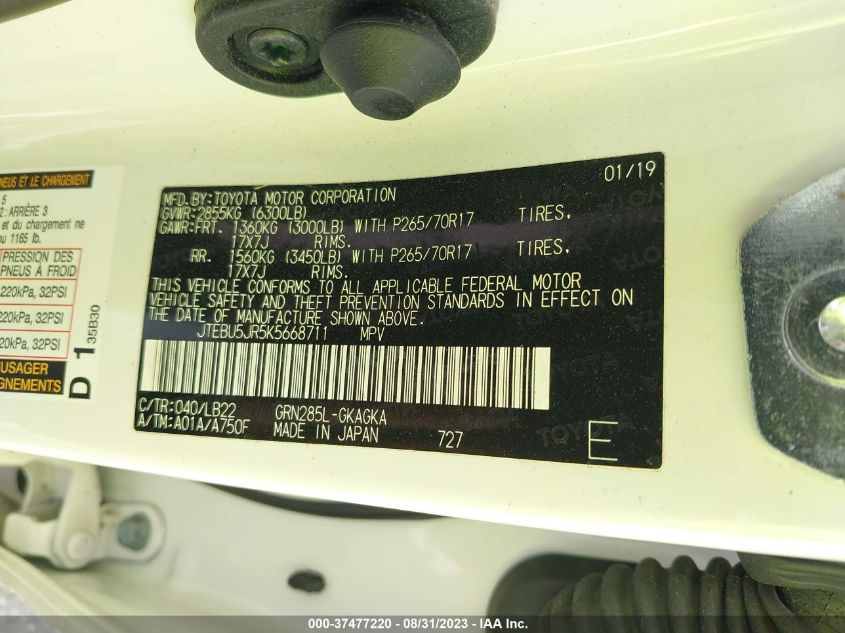 NEUS ET LE CHARGEMENT
5
2: ARRIÈRE 3
et du chargement ne
u 1165 lb.
PRESSION DES
PNEUS À FROID
220kPa, 32PSI
220kPa, 32PSI
20kPa, 32PSI
USAGER
GNEMENTS
D 1 35B30
01/19
MFD.BY:TOYOTA MOTOR CORPORATION
GVWR:2855KG (6300LB)
GAWR:FRT. 1360KG (3000LB) WITH P265/70R17 TIRES,
17X7J RIMS.
RR. 1560KG (3450LB) WITH P265/70R17 TIRES,
17X7J RIMS.
THIS VEHICLE CONFORMS TO ALL APPLICABLE FEDERAL MOTOR
VEHICLE SAFETY AND THEFT PREVENTION STANDARDS IN EFFECT ON
THE DATE OF MANUFACTURE SHOWN ABOVE.
JTEBU5JR5K5668711 MPV
C/TR:040/LB22 GRN285L-GKAGKA
A/TM:A01A/A750F MADE IN JAPAN 727 E
TOYOTA
000-37477220 - 08/31/2023 - IAA Inc.